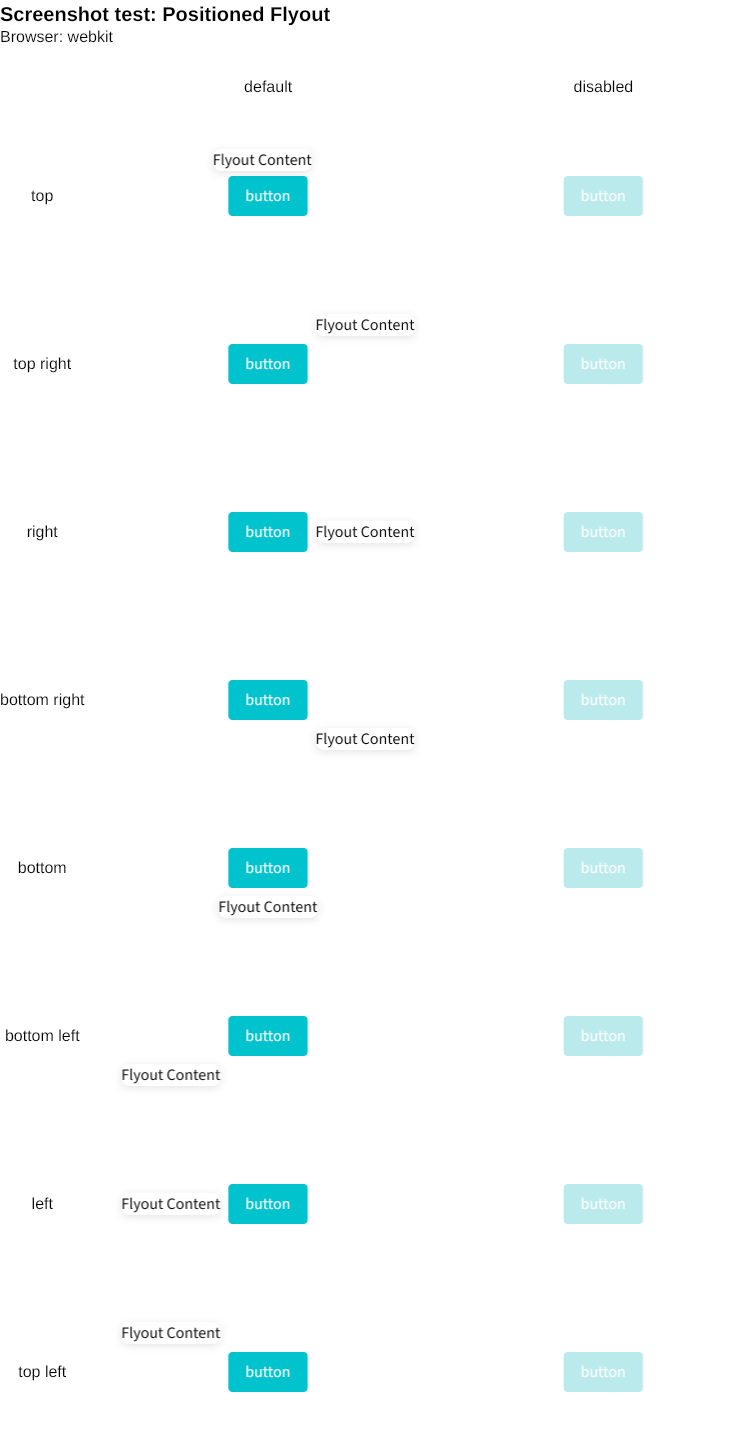 Screenshot test: Positioned Flyout
Browser: webkit
default disabled
Flyout Content
top button button
Flyout Content
top right button button
right button Flyout Content button
bottom right button button
Flyout Content
bottom button button
Flyout Content
bottom left button button
Flyout Content
left Flyout Content button button
Flyout Content
top left button button